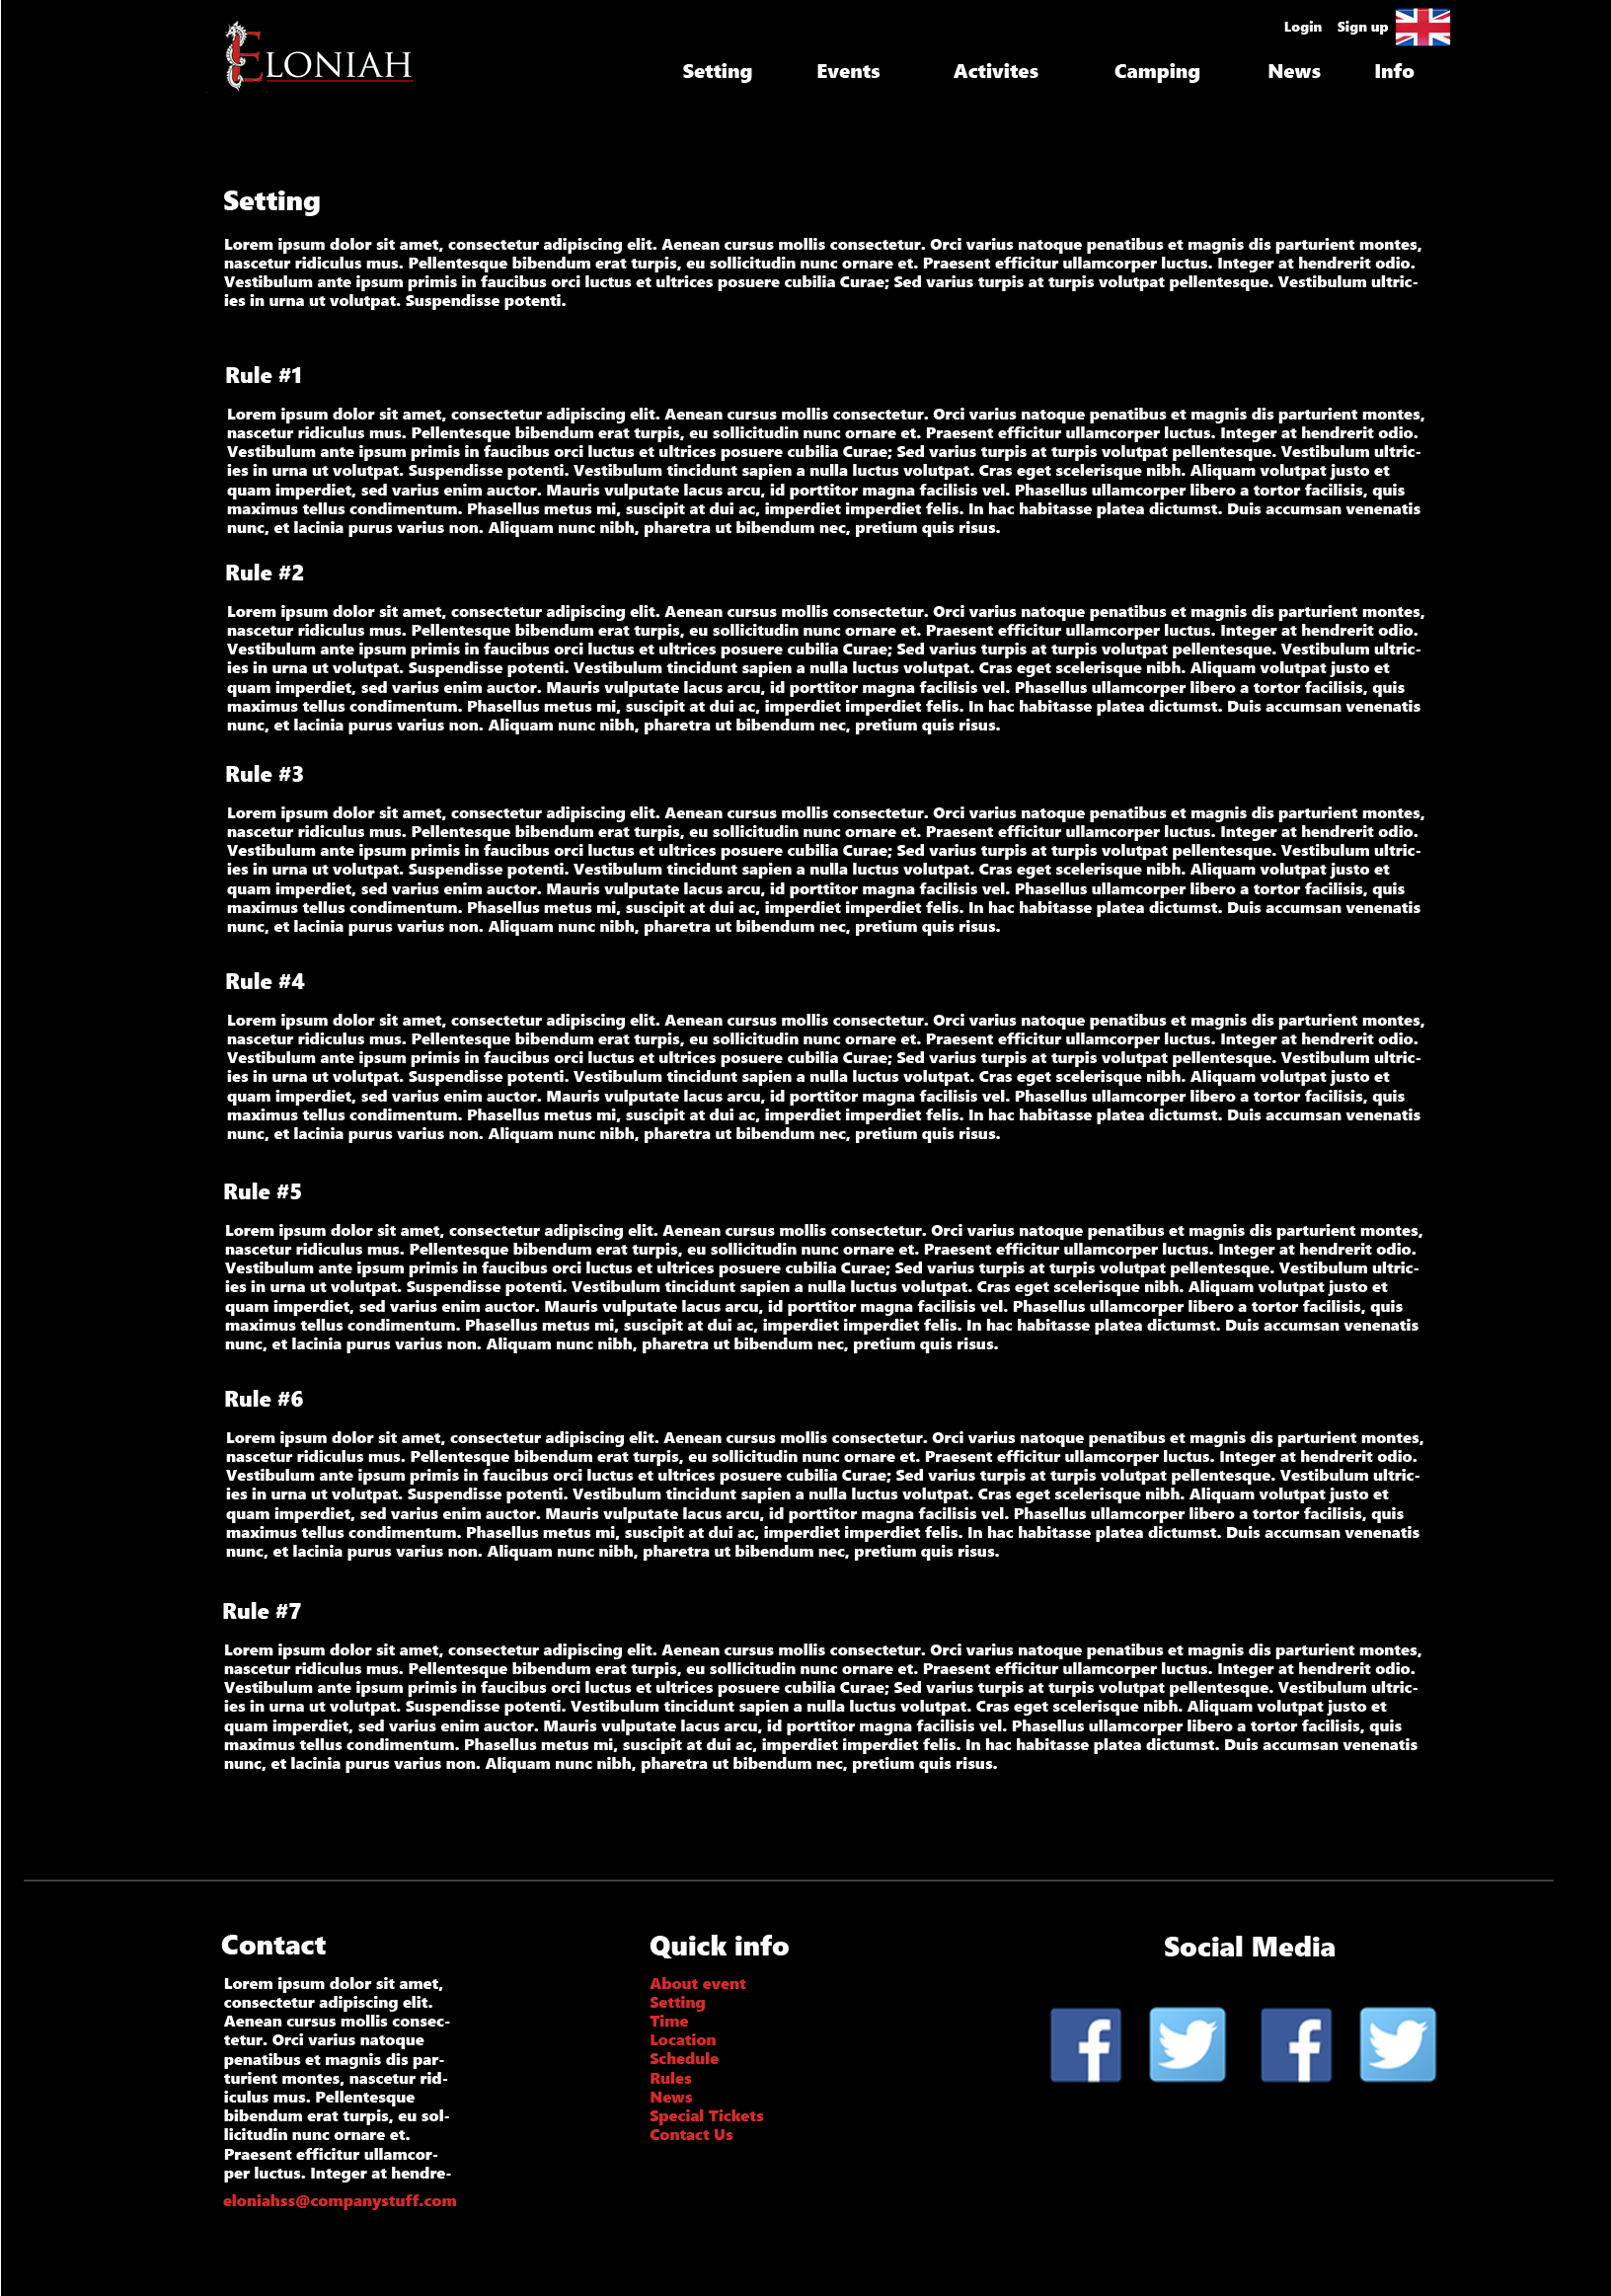 ELONIAH
Login Sign up
Setting Events Activites Camping News Info
Setting
Lorem ipsum dolor sit amet, consectetur adipiscing elit. Aenean cursus mollis consectetur. Orci varius natoque penatibus et magnis dis parturient montes,
nascetur ridiculus mus. Pellentesque bibendum erat turpis, eu sollicitudin nunc ornare et. Praesent efficitur ullamcorper luctus. Integer at hendrerit odio.
Vestibulum ante ipsum primis in faucibus orci luctus et ultrices posuere cubilia Curae; Sed varius turpis at turpis volutpat pellentesque. Vestibulum ultric-
ies in urna ut volutpat. Suspendisse potenti.
Rule #1
Lorem ipsum dolor sit amet, consectetur adipiscing elit. Aenean cursus mollis consectetur. Orci varius natoque penatibus et magnis dis parturient montes,
nascetur ridiculus mus. Pellentesque bibendum erat turpis, eu sollicitudin nunc ornare et. Praesent efficitur ullamcorper luctus. Integer at hendrerit odio.
Vestibulum ante ipsum primis in faucibus orci luctus et ultrices posuere cubilia Curae; Sed varius turpis at turpis volutpat pellentesque. Vestibulum ultric-
ies in urna ut volutpat. Suspendisse potenti. Vestibulum tincidunt sapien a nulla luctus volutpat. Cras eget scelerisque nibh. Aliquam volutpat justo et
quam imperdiet, sed varius enim auctor. Mauris vulputate lacus arcu, id porttitor magna facilisis vel. Phasellus ullamcorper libero a tortor facilisis, quis
maximus tellus condimentum. Phasellus metus mi, suscipit at dui ac, imperdiet imperdiet felis. In hac habitasse platea dictumst. Duis accumsan venenatis
nunc, et lacinia purus varius non. Aliquam nunc nibh, pharetra ut bibendum nec, pretium quis risus.
Rule #2
Lorem ipsum dolor sit amet, consectetur adipiscing elit. Aenean cursus mollis consectetur. Orci varius natoque penatibus et magnis dis parturient montes,
nascetur ridiculus mus. Pellentesque bibendum erat turpis, eu sollicitudin nunc ornare et. Praesent efficitur ullamcorper luctus. Integer at hendrerit odio.
Vestibulum ante ipsum primis in faucibus orci luctus et ultrices posuere cubilia Curae; Sed varius turpis at turpis volutpat pellentesque. Vestibulum ultric-
ies in urna ut volutpat. Suspendisse potenti. Vestibulum tincidunt sapien a nulla luctus volutpat. Cras eget scelerisque nibh. Aliquam volutpat justo et
quam imperdiet, sed varius enim auctor. Mauris vulputate lacus arcu, id porttitor magna facilisis vel. Phasellus ullamcorper libero a tortor facilisis, quis
maximus tellus condimentum. Phasellus metus mi, suscipit at dui ac, imperdiet imperdiet felis. In hac habitasse platea dictumst. Duis accumsan venenatis
nunc, et lacinia purus varius non. Aliquam nunc nibh, pharetra ut bibendum nec, pretium quis risus.
Rule #3
Lorem ipsum dolor sit amet, consectetur adipiscing elit. Aenean cursus mollis consectetur. Orci varius natoque penatibus et magnis dis parturient montes,
nascetur ridiculus mus. Pellentesque bibendum erat turpis, eu sollicitudin nunc ornare et. Praesent efficitur ullamcorper luctus. Integer at hendrerit odio.
Vestibulum ante ipsum primis in faucibus orci luctus et ultrices posuere cubilia Curae; Sed varius turpis at turpis volutpat pellentesque. Vestibulum ultric-
ies in urna ut volutpat. Suspendisse potenti. Vestibulum tincidunt sapien a nulla luctus volutpat. Cras eget scelerisque nibh. Aliquam volutpat justo et
quam imperdiet, sed varius enim auctor. Mauris vulputate lacus arcu, id porttitor magna facilisis vel. Phasellus ullamcorper libero a tortor facilisis, quis
maximus tellus condimentum. Phasellus metus mi, suscipit at dui ac, imperdiet imperdiet felis. In hac habitasse platea dictumst. Duis accumsan venenatis
nunc, et lacinia purus varius non. Aliquam nunc nibh, pharetra ut bibendum nec, pretium quis risus.
Rule #4
Lorem ipsum dolor sit amet, consectetur adipiscing elit. Aenean cursus mollis consectetur. Orci varius natoque penatibus et magnis dis parturient montes,
nascetur ridiculus mus. Pellentesque bibendum erat turpis, eu sollicitudin nunc ornare et. Praesent efficitur ullamcorper luctus. Integer at hendrerit odio.
Vestibulum ante ipsum primis in faucibus orci luctus et ultrices posuere cubilia Curae; Sed varius turpis at turpis volutpat pellentesque. Vestibulum ultric-
ies in urna ut volutpat. Suspendisse potenti. Vestibulum tincidunt sapien a nulla luctus volutpat. Cras eget scelerisque nibh. Aliquam volutpat justo et
quam imperdiet, sed varius enim auctor. Mauris vulputate lacus arcu, id porttitor magna facilisis vel. Phasellus ullamcorper libero a tortor facilisis, quis
maximus tellus condimentum. Phasellus metus mi, suscipit at dui ac, imperdiet imperdiet felis. In hac habitasse platea dictumst. Duis accumsan venenatis
nunc, et lacinia purus varius non. Aliquam nunc nibh, pharetra ut bibendum nec, pretium quis risus.
Rule #5
Lorem ipsum dolor sit amet, consectetur adipiscing elit. Aenean cursus mollis consectetur. Orci varius natoque penatibus et magnis dis parturient montes,
nascetur ridiculus mus. Pellentesque bibendum erat turpis, eu sollicitudin nunc ornare et. Praesent efficitur ullamcorper luctus. Integer at hendrerit odio.
Vestibulum ante ipsum primis in faucibus orci luctus et ultrices posuere cubilia Curae; Sed varius turpis at turpis volutpat pellentesque. Vestibulum ultric-
ies in urna ut volutpat. Suspendisse potenti. Vestibulum tincidunt sapien a nulla luctus volutpat. Cras eget scelerisque nibh. Aliquam volutpat justo et
quam imperdiet, sed varius enim auctor. Mauris vulputate lacus arcu, id porttitor magna facilisis vel. Phasellus ullamcorper libero a tortor facilisis, quis
maximus tellus condimentum. Phasellus metus mi, suscipit at dui ac, imperdiet imperdiet felis. In hac habitasse platea dictumst. Duis accumsan venenatis
nunc, et lacinia purus varius non. Aliquam nunc nibh, pharetra ut bibendum nec, pretium quis risus.
Rule #6
Lorem ipsum dolor sit amet, consectetur adipiscing elit. Aenean cursus mollis consectetur. Orci varius natoque penatibus et magnis dis parturient montes,
nascetur ridiculus mus. Pellentesque bibendum erat turpis, eu sollicitudin nunc ornare et. Praesent efficitur ullamcorper luctus. Integer at hendrerit odio.
Vestibulum ante ipsum primis in faucibus orci luctus et ultrices posuere cubilia Curae; Sed varius turpis at turpis volutpat pellentesque. Vestibulum ultric-
ies in urna ut volutpat. Suspendisse potenti. Vestibulum tincidunt sapien a nulla luctus volutpat. Cras eget scelerisque nibh. Aliquam volutpat justo et
quam imperdiet, sed varius enim auctor. Mauris vulputate lacus arcu, id porttitor magna facilisis vel. Phasellus ullamcorper libero a tortor facilisis, quis
maximus tellus condimentum. Phasellus metus mi, suscipit at dui ac, imperdiet imperdiet felis. In hac habitasse platea dictumst. Duis accumsan venenatis
nunc, et lacinia purus varius non. Aliquam nunc nibh, pharetra ut bibendum nec, pretium quis risus.
Rule #7
Lorem ipsum dolor sit amet, consectetur adipiscing elit. Aenean cursus mollis consectetur. Orci varius natoque penatibus et magnis dis parturient montes,
nascetur ridiculus mus. Pellentesque bibendum erat turpis, eu sollicitudin nunc ornare et. Praesent efficitur ullamcorper luctus. Integer at hendrerit odio.
Vestibulum ante ipsum primis in faucibus orci luctus et ultrices posuere cubilia Curae; Sed varius turpis at turpis volutpat pellentesque. Vestibulum ultric-
ies in urna ut volutpat. Suspendisse potenti. Vestibulum tincidunt sapien a nulla luctus volutpat. Cras eget scelerisque nibh. Aliquam volutpat justo et
quam imperdiet, sed varius enim auctor. Mauris vulputate lacus arcu, id porttitor magna facilisis vel. Phasellus ullamcorper libero a tortor facilisis, quis
maximus tellus condimentum. Phasellus metus mi, suscipit at dui ac, imperdiet imperdiet felis. In hac habitasse platea dictumst. Duis accumsan venenatis
nunc, et lacinia purus varius non. Aliquam nunc nibh, pharetra ut bibendum nec, pretium quis risus.
Contact
Lorem ipsum dolor sit amet,
consectetur adipiscing elit.
Aenean cursus mollis consec-
tetur. Orci varius natoque
penatibus et magnis dis par-
turient montes, nascetur rid-
iculus mus. Pellentesque
bibendum erat turpis, eu sol-
licitudin nunc ornare et.
Praesent efficitur ullamcor-
per luctus. Integer at hendre-
eloniahss@companystuff.com
Quick info
About event
Setting
Time
Location
Schedule
Rules
News
Special Tickets
Contact Us
Social Media